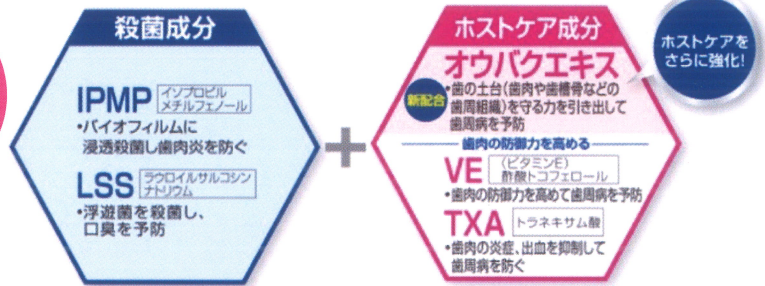 殺菌成分
IPMP イソプロピル
メチルフェノール
・バイオフィルムに
浸透殺菌し歯肉炎を防ぐ
LSS ラウロイルサルコシン
ナトリウム
・浮遊菌を殺菌し、
口臭を予防
+
ホストケア成分
オウバクエキス
新配合
・歯の土台(歯肉や歯槽骨などの
歯周組織)を守る力を引き出して
歯周病を予防
歯肉の防御力を高める
VE (ビタミンE)
酢酸トコフェロール
・歯肉の防御力を高めて歯周病を予防
TXA トラネキサム酸
・歯肉の炎症、出血を抑制して
歯周病を防ぐ
ホストケアを
さらに強化!